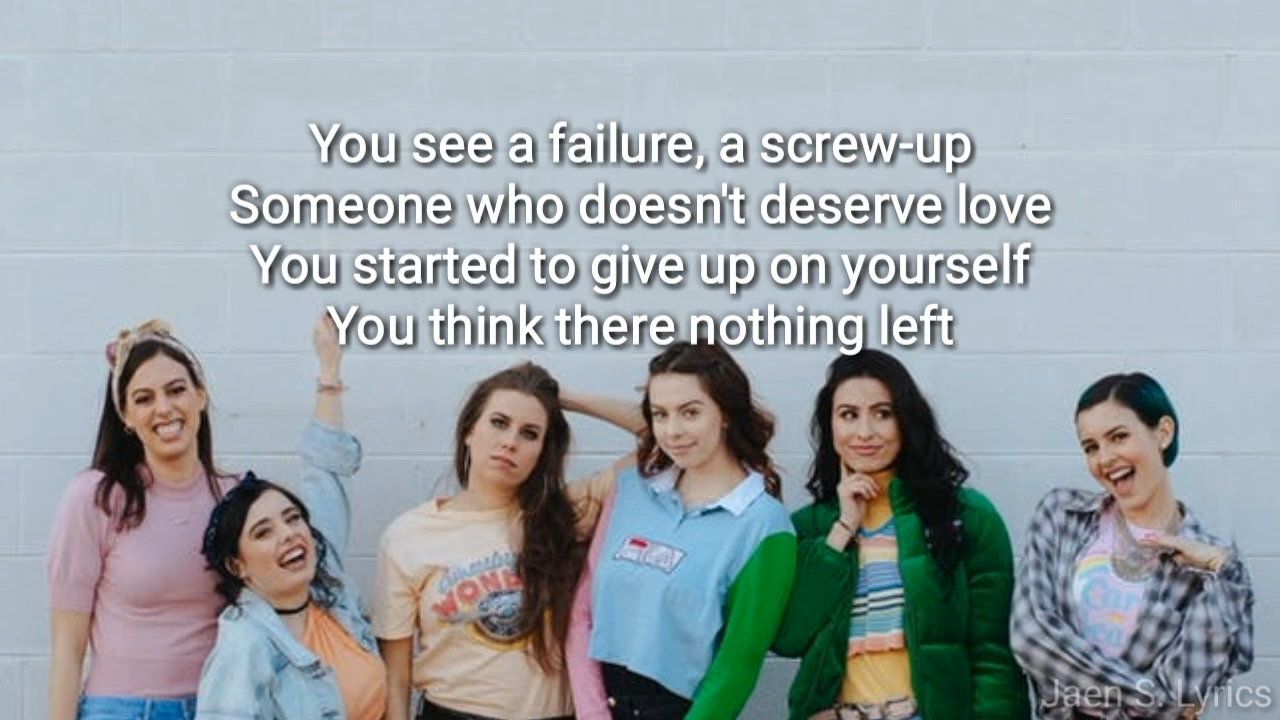 You see a failure, a screw-up
Someone who doesn't deserve love
You started to give up on yourself
You think there nothing left
Jaen S. Lyrics